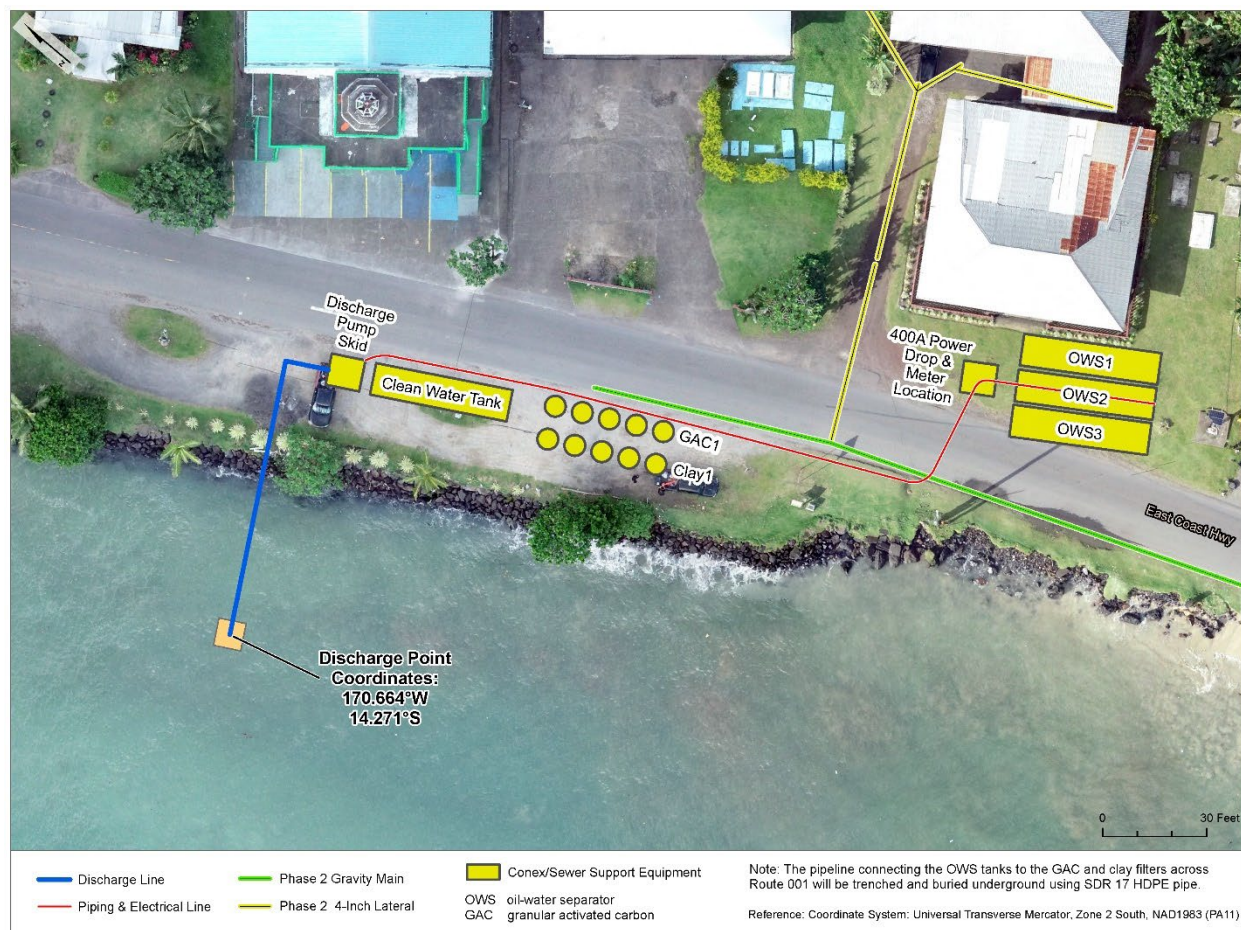 N
Discharge
Pump
Skid
Clean Water Tank
GAC1
Clay1
400A Power
Drop &
Meter
Location
OWS1
OWS2
OWS3
East Coast Hwy
Discharge Point
Coordinates:
170.664°W
14.271°S
0 30 Feet
Discharge Line
Piping & Electrical Line
Phase 2 Gravity Main
Phase 2 4-Inch Lateral
Conex/Sewer Support Equipment
OWS oil-water separator
GAC granular activated carbon
Note: The pipeline connecting the OWS tanks to the GAC and clay filters across
Route 001 will be trenched and buried underground using SDR 17 HDPE pipe.
Reference: Coordinate System: Universal Transverse Mercator, Zone 2 South, NAD1983 (PA11)